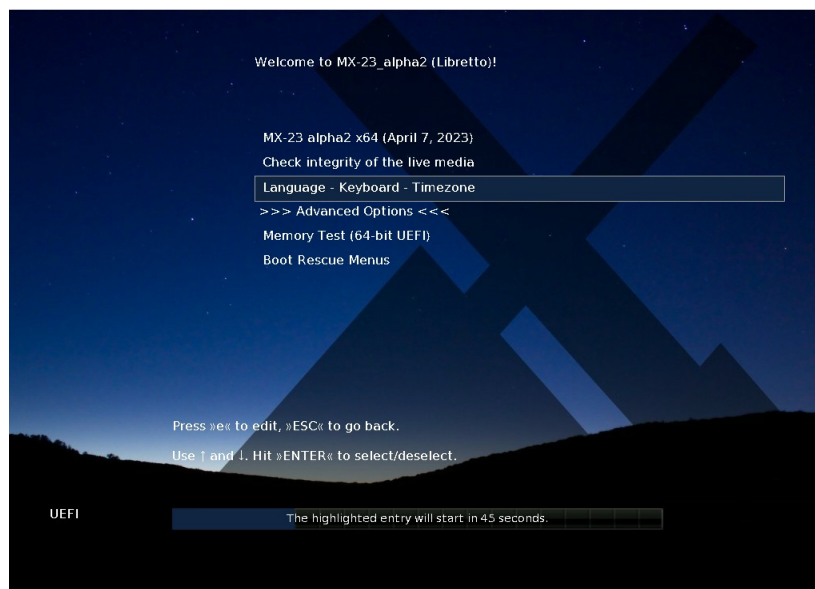 Welcome to MX-23_alpha2 (Libretto)!
MX-23 alpha2 x64 (April 7, 2023)
Check integrity of the live media
Language - Keyboard - Timezone
>>> Advanced Options <<<
Memory Test (64-bit UEFI)
Boot Rescue Menus
Press »e« to edit, »ESC« to go back.
Use ↑ and ↓. Hit »ENTER« to select/deselect.
UEFI
The highlighted entry will start in 45 seconds.